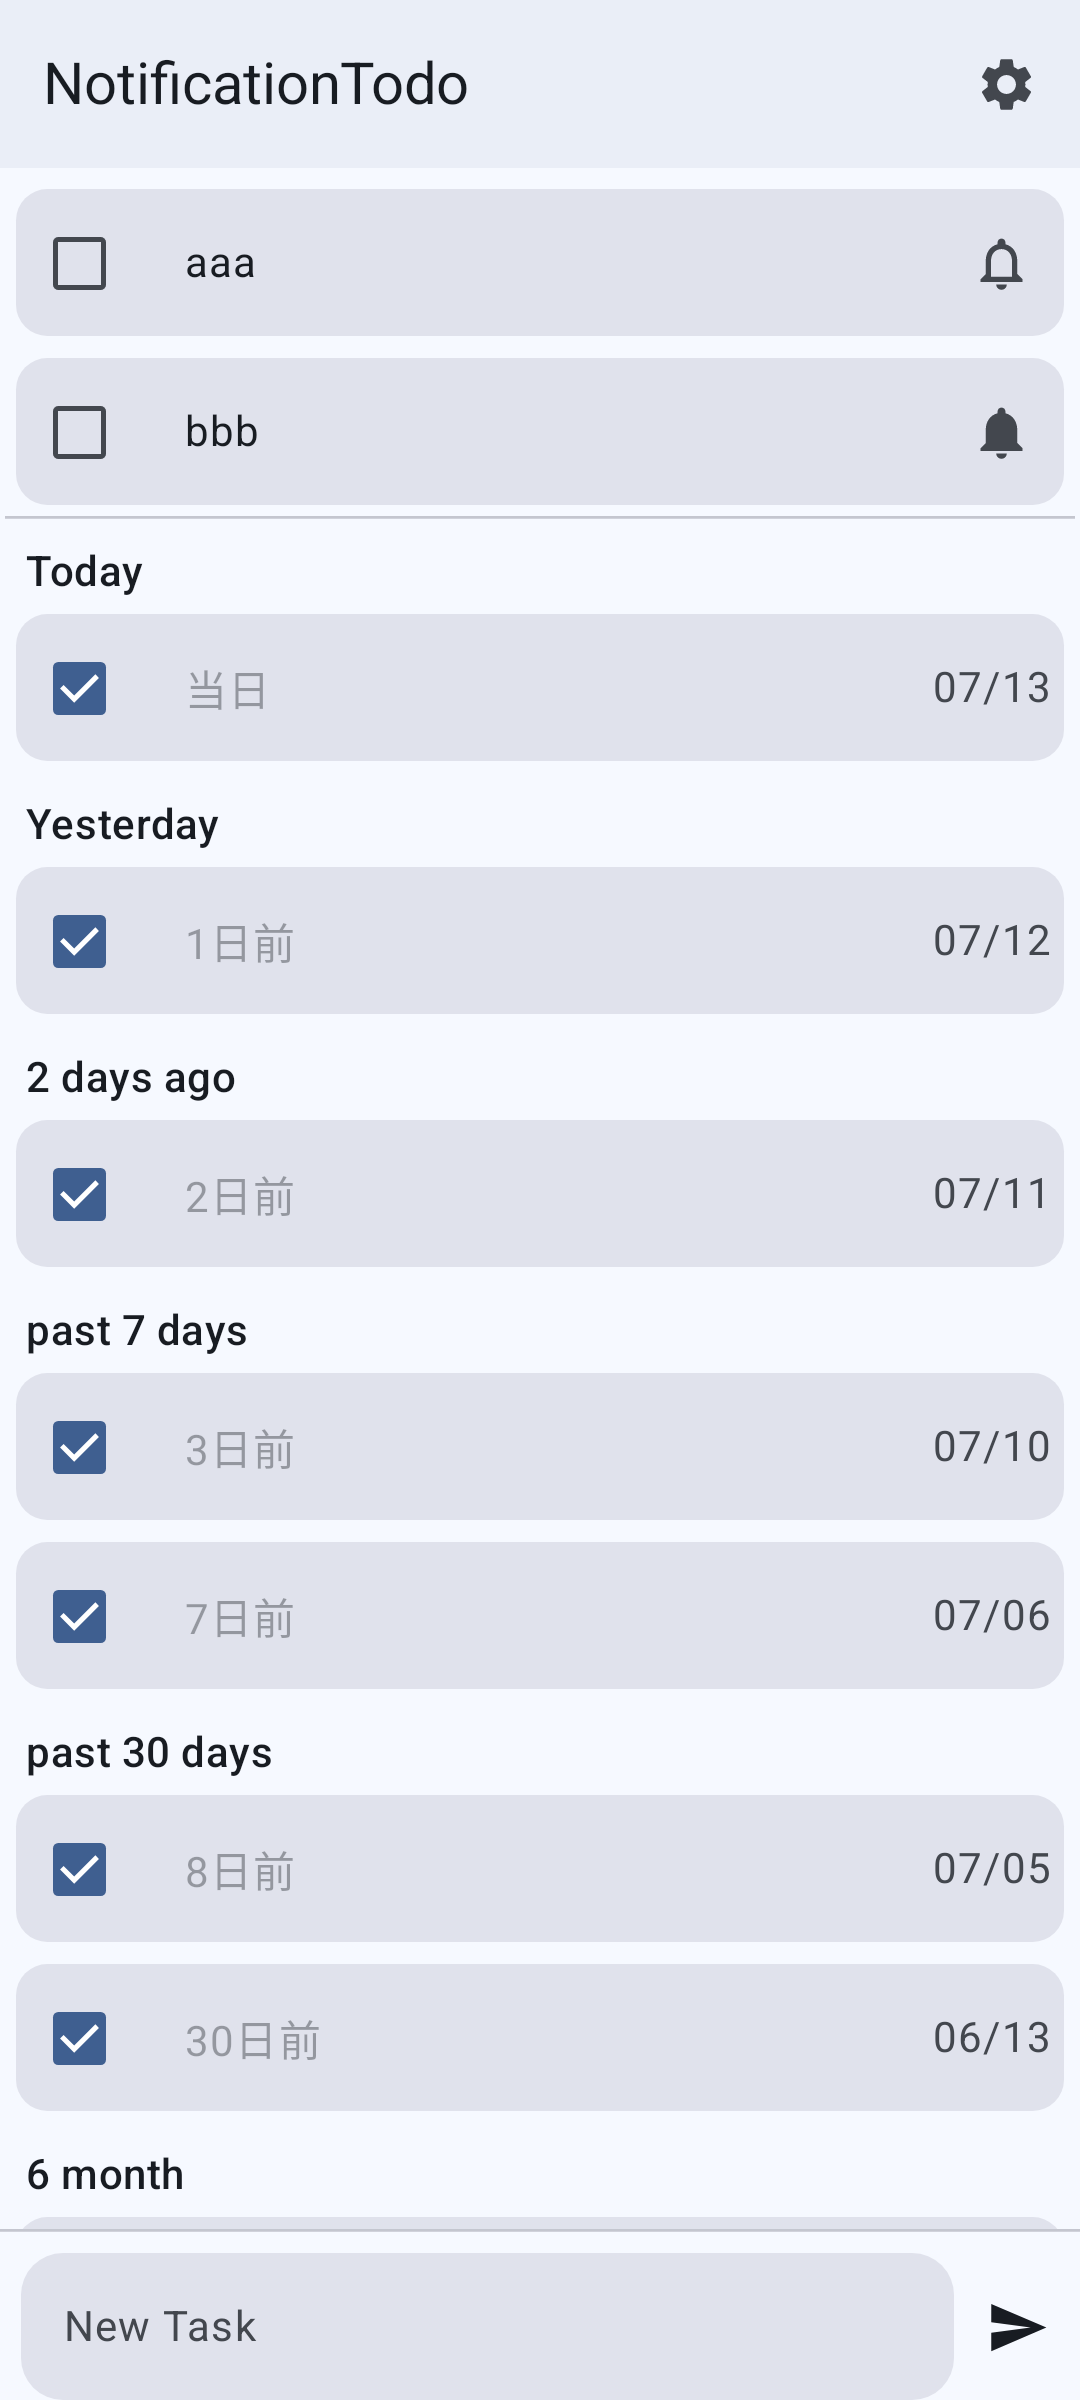 NotificationTodo
aaa
bbb
Today
当日 07/13
Yesterday
1日前 07/12
2 days ago
2日前 07/11
past 7 days
3日前 07/10
7日前 07/06
past 30 days
8日前 07/05
30日前 06/13
6 month
New Task